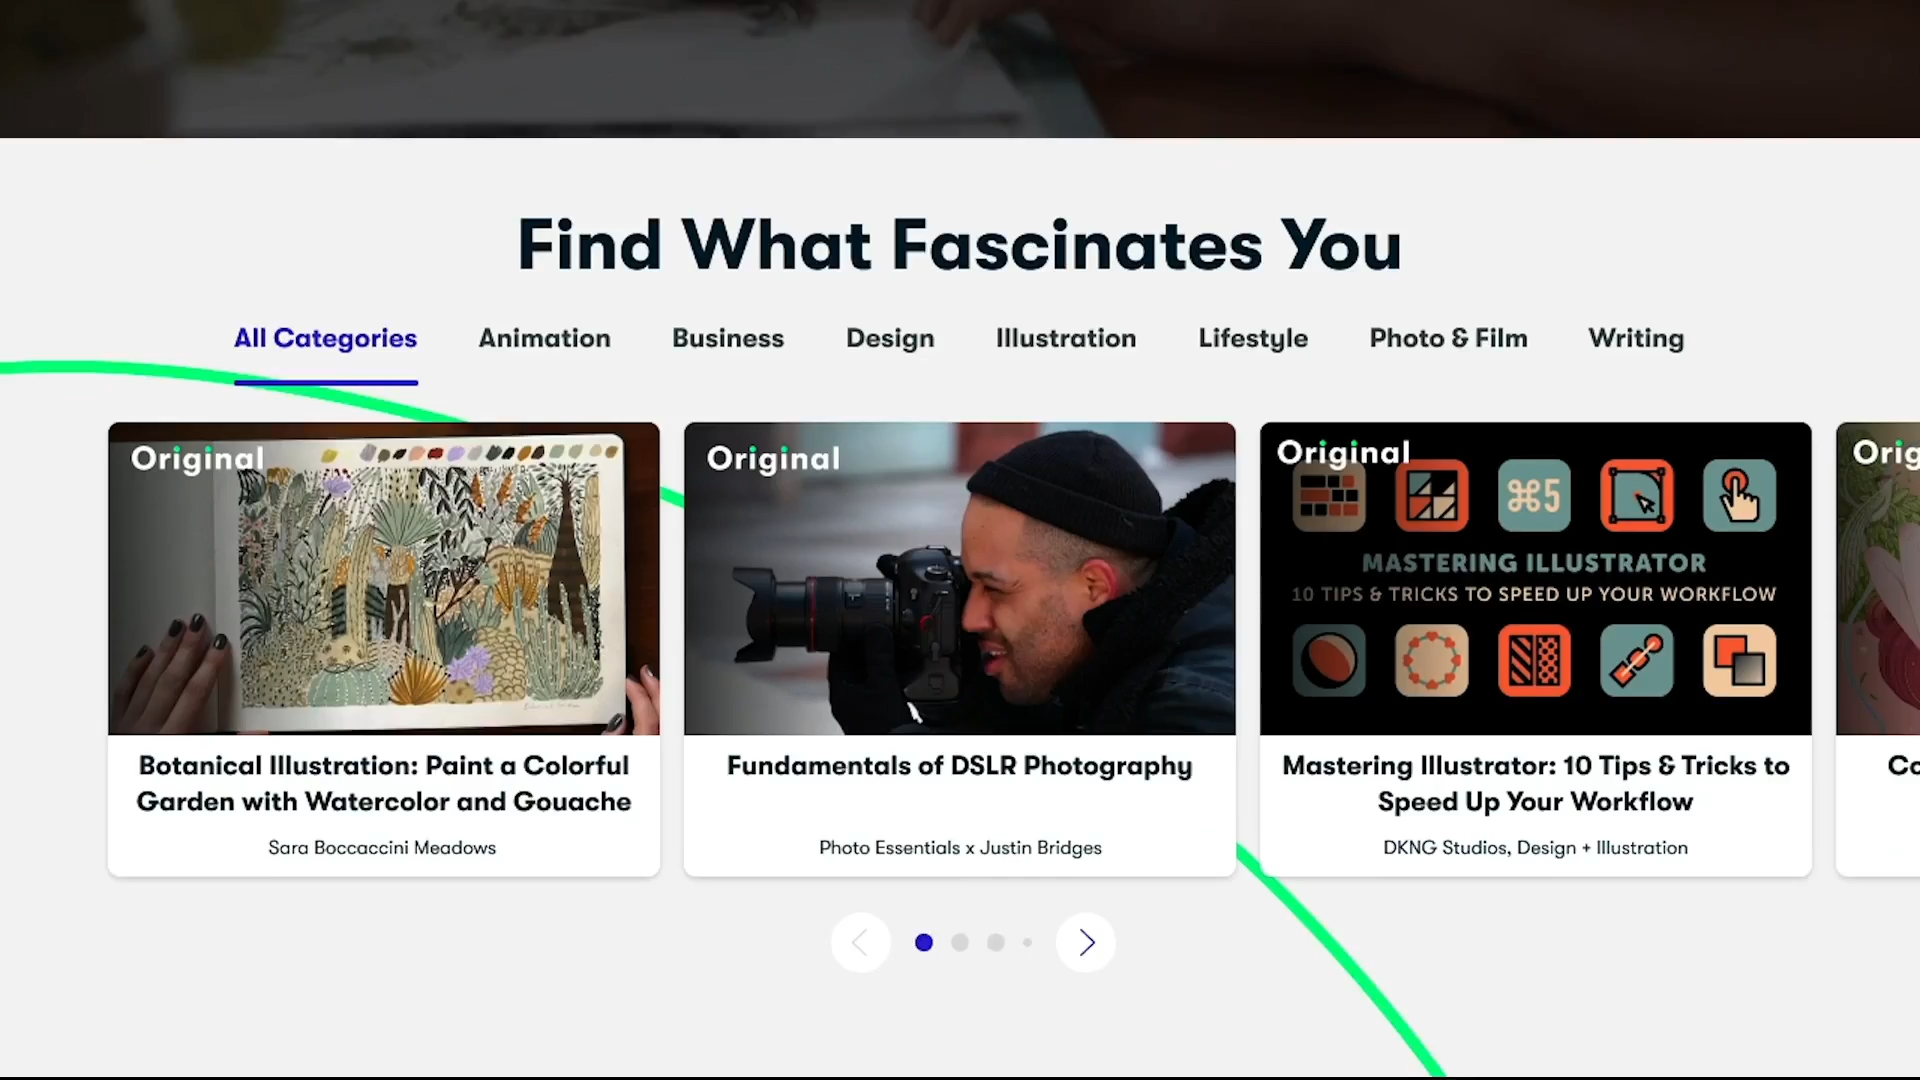 Find What Fascinates You
All Categories Animation Business Design Illustration Lifestyle Photo & Film Writing
Original
Original
Original
⌘5
MASTERING ILLUSTRATOR
10 TIPS & TRICKS TO SPEED UP YOUR WORKFLOW
Botanical Illustration: Paint a Colorful
Garden with Watercolor and Gouache
Sara Boccaccini Meadows
Fundamentals of DSLR Photography
Photo Essentials x Justin Bridges
Mastering Illustrator: 10 Tips & Tricks to
Speed Up Your Workflow
DKNG Studios, Design + Illustration